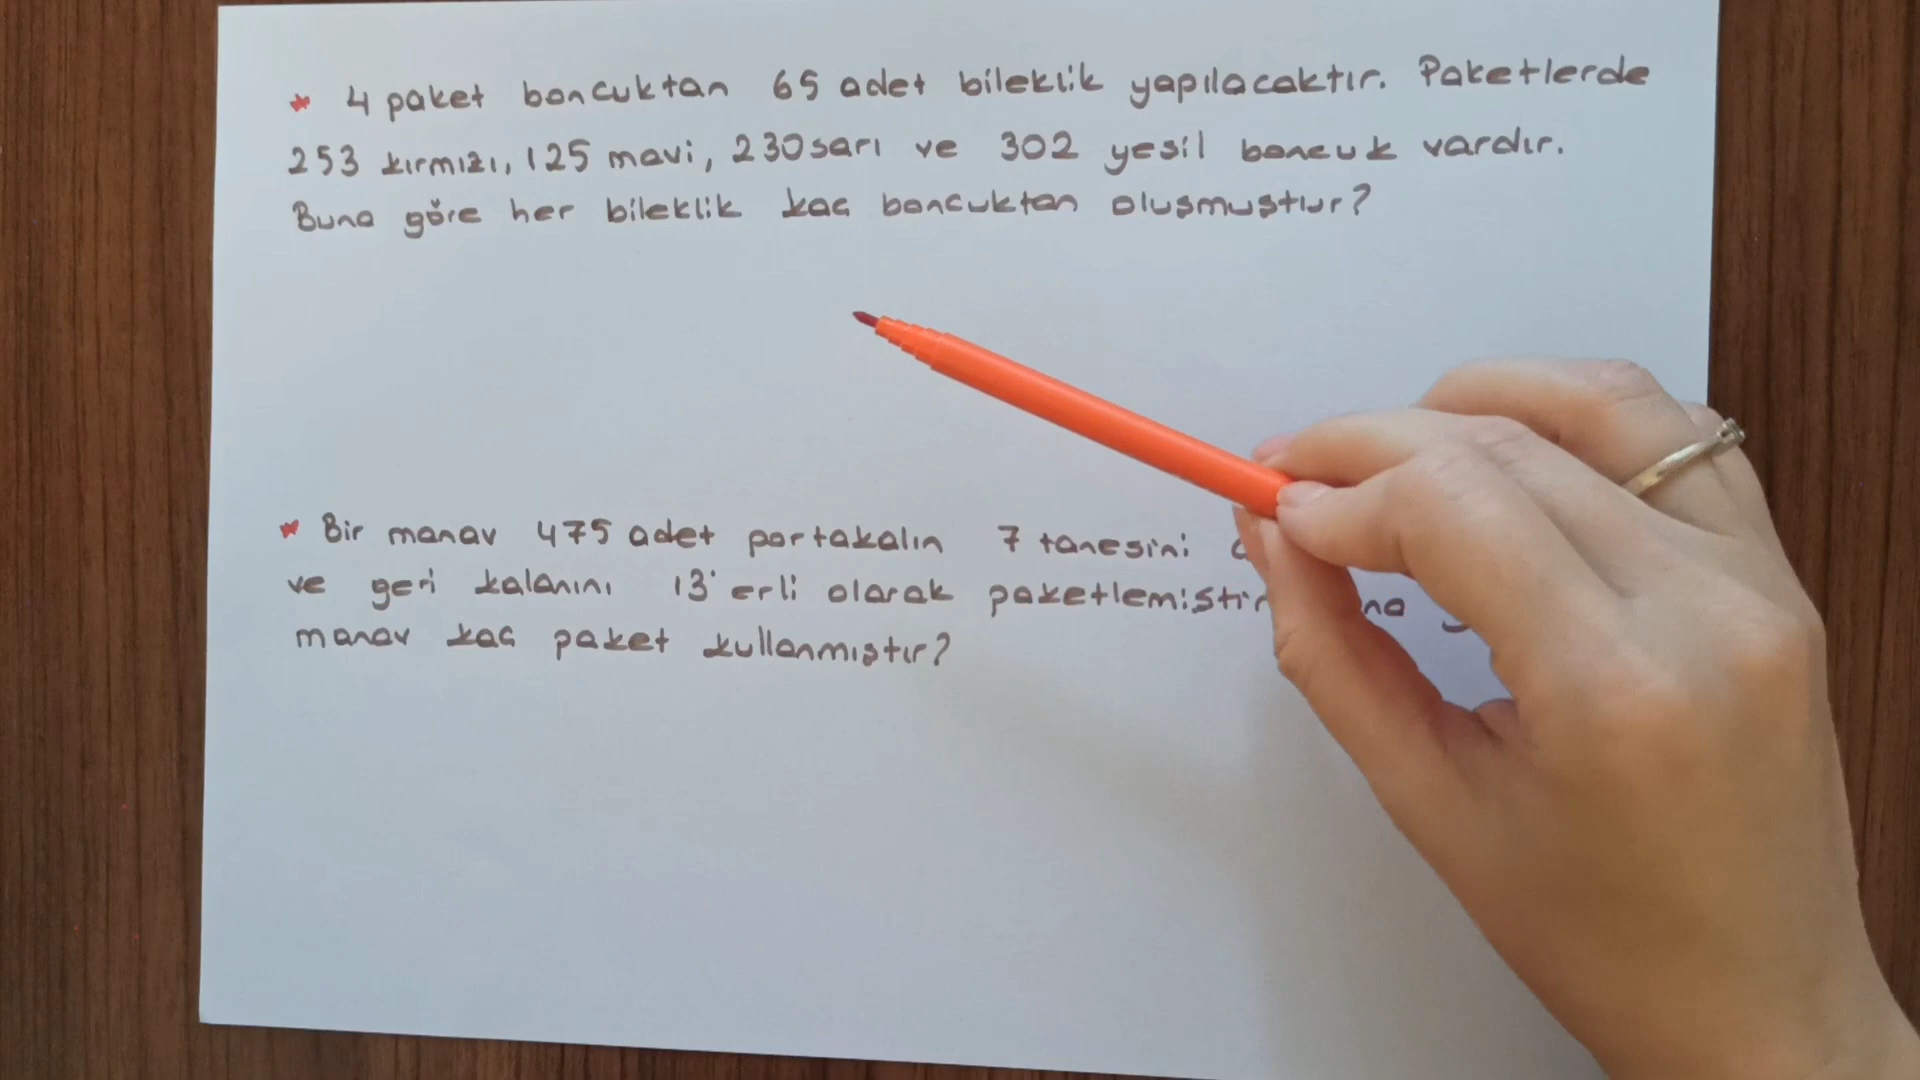 * 4 paket boncuktan 65 adet bileklik yapılacaktır. Paketlerde
253 kırmızı, 125 mavi, 230 sarı ve 302 yesil boncuk vardır.
Buna göre her bileklik kaç boncuktan oluşmuştur?
* Bir manav 475 adet portakalın 7 tanesini
ve geri kalanını 13'erli olarak paketlemiştir
manav kaç paket kullanmıştır?